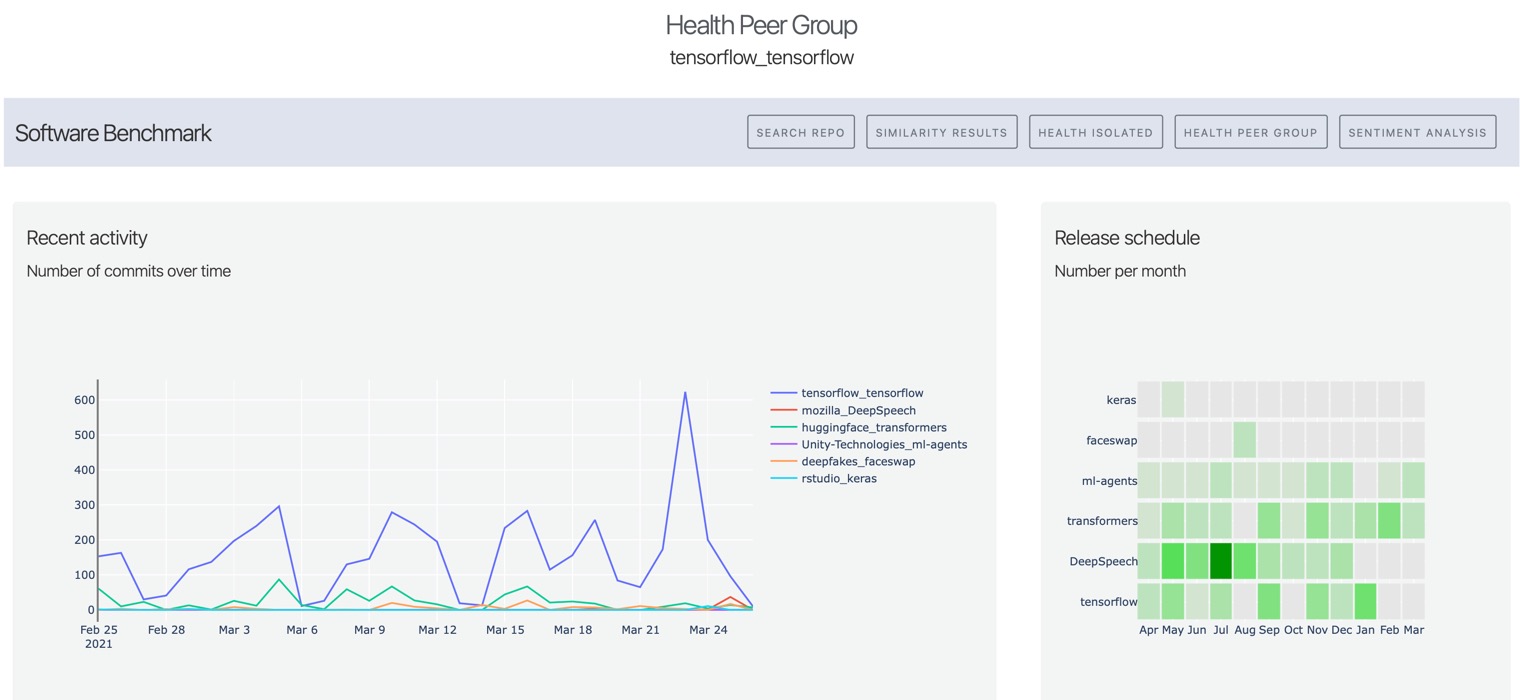 Health Peer Group
tensorflow_tensorflow
Software Benchmark
SEARCH REPO
SIMILARITY RESULTS
HEALTH ISOLATED
HEALTH PEER GROUP
SENTIMENT ANALYSIS
Recent activity
Number of commits over time
600
500
400
300
200
100
0
Feb 25 Feb 28 Mar 3 Mar 6 Mar 9 Mar 12 Mar 15 Mar 18 Mar 21 Mar 24
2021
tensorflow_tensorflow
mozilla_DeepSpeech
huggingface_transformers
Unity-Technologies_ml-agents
deepfakes_faceswap
rstudio_keras
Release schedule
Number per month
keras
faceswap
ml-agents
transformers
DeepSpeech
tensorflow
Apr May Jun Jul Aug Sep Oct Nov Dec Jan Feb Mar